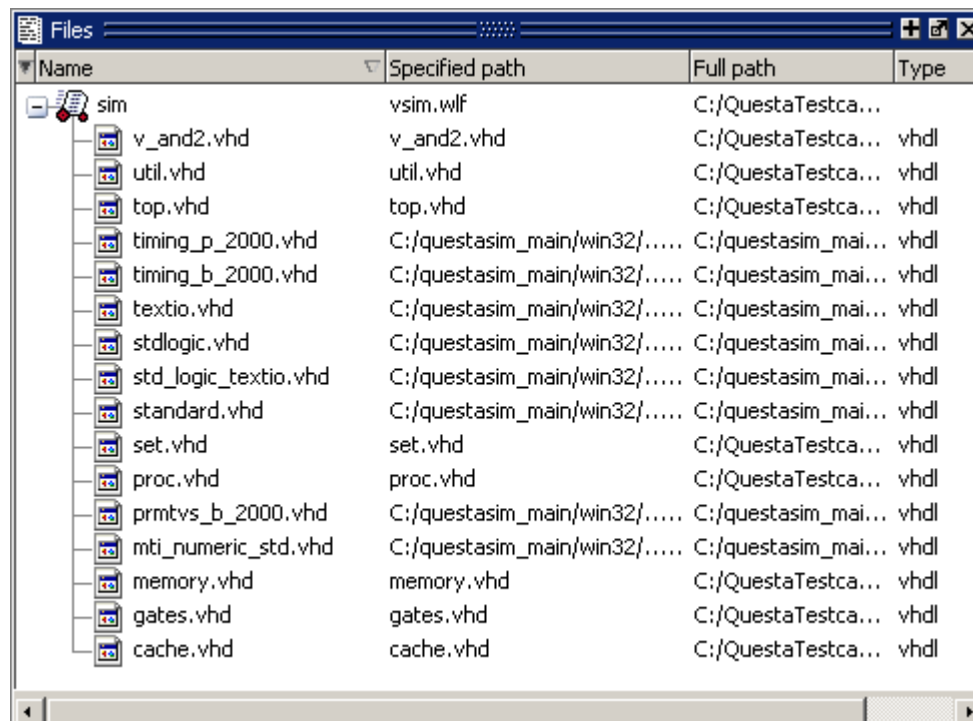 Files
Name Specified path Full path Type
sim vsim.wlf C:/QuestaTestca...
v_and2.vhd v_and2.vhd C:/QuestaTestca... vhdl
util.vhd util.vhd C:/QuestaTestca... vhdl
top.vhd top.vhd C:/QuestaTestca... vhdl
timing_p_2000.vhd C:/questasim_main/win32/..... C:/questasim_mai... vhdl
timing_b_2000.vhd C:/questasim_main/win32/..... C:/questasim_mai... vhdl
textio.vhd C:/questasim_main/win32/..... C:/questasim_mai... vhdl
stdlogic.vhd C:/questasim_main/win32/..... C:/questasim_mai... vhdl
std_logic_textio.vhd C:/questasim_main/win32/..... C:/questasim_mai... vhdl
standard.vhd C:/questasim_main/win32/..... C:/questasim_mai... vhdl
set.vhd set.vhd C:/QuestaTestca... vhdl
proc.vhd proc.vhd C:/QuestaTestca... vhdl
prmtvs_b_2000.vhd C:/questasim_main/win32/..... C:/questasim_mai... vhdl
mti_numeric_std.vhd C:/questasim_main/win32/..... C:/questasim_mai... vhdl
memory.vhd memory.vhd C:/QuestaTestca... vhdl
gates.vhd gates.vhd C:/QuestaTestca... vhdl
cache.vhd cache.vhd C:/QuestaTestca... vhdl